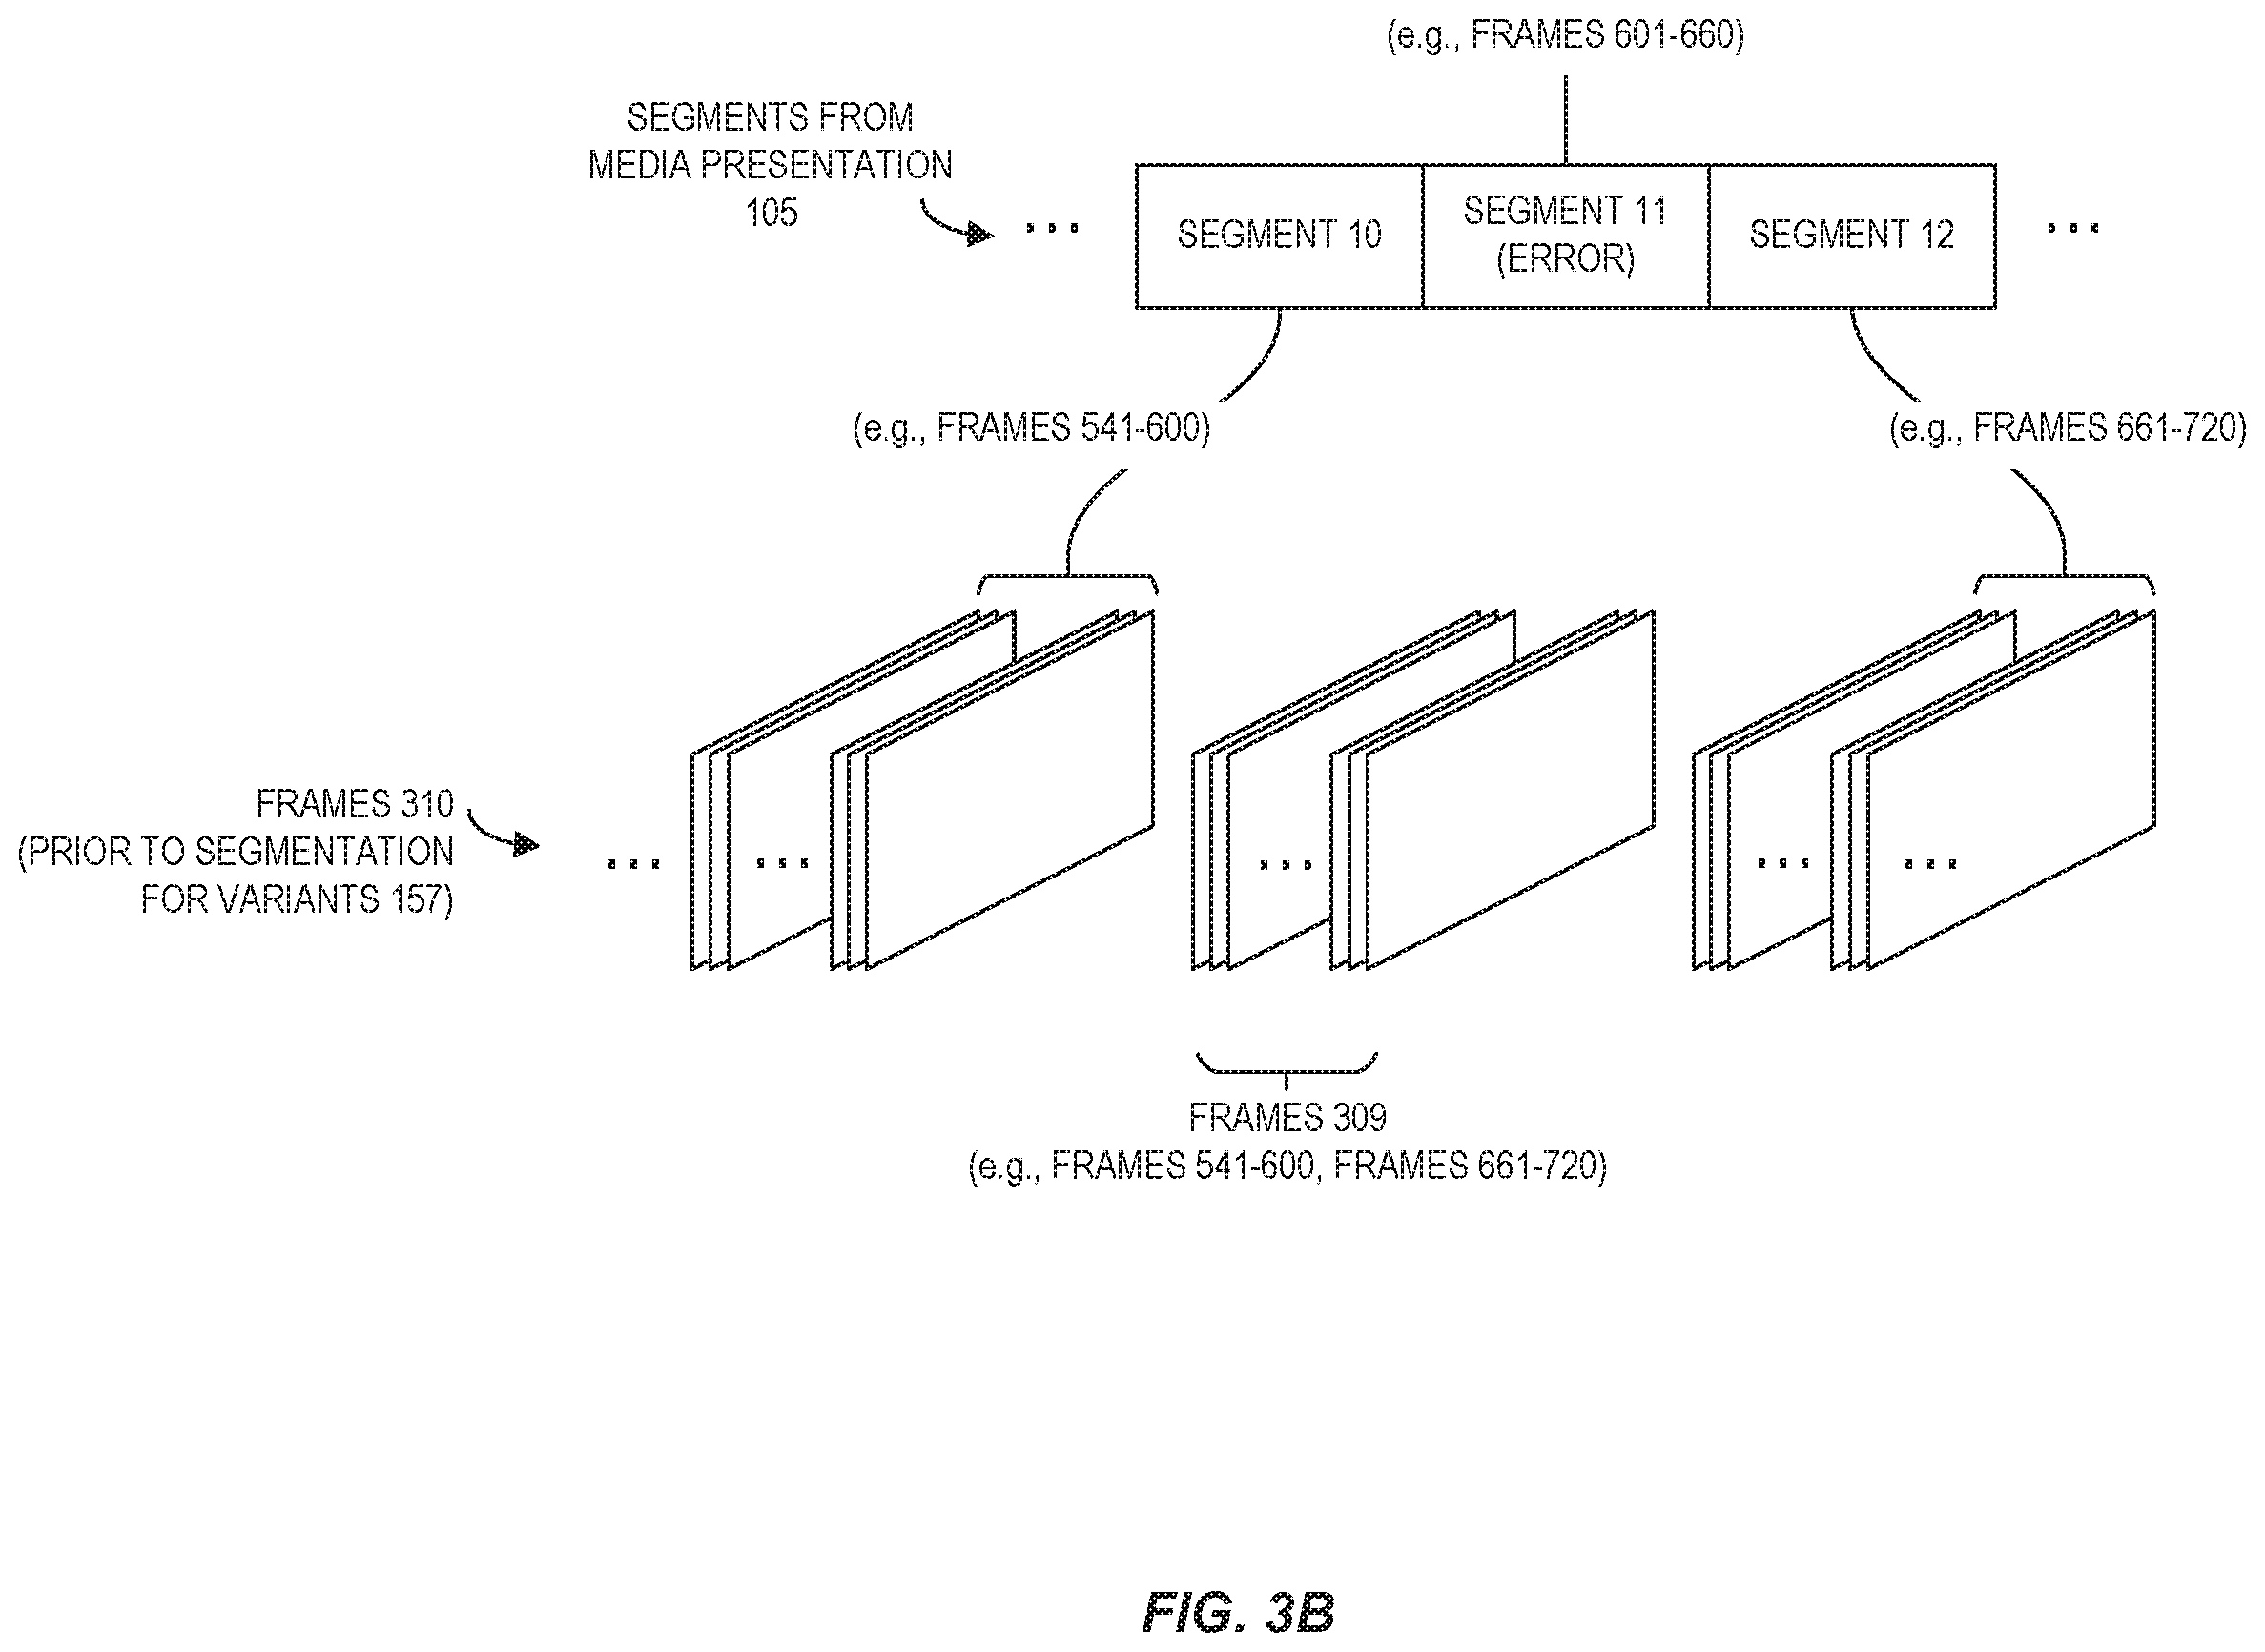 (e.g., FRAMES 601-660)
SEGMENTS FROM
MEDIA PRESENTATION
105
SEGMENT 10
SEGMENT 11
(ERROR)
SEGMENT 12
(e.g., FRAMES 541-600)
(e.g., FRAMES 661-720)
FRAMES 310
(PRIOR TO SEGMENTATION
FOR VARIANTS 157)
FRAMES 309
(e.g., FRAMES 541-600, FRAMES 661-720)
FIG. 3B